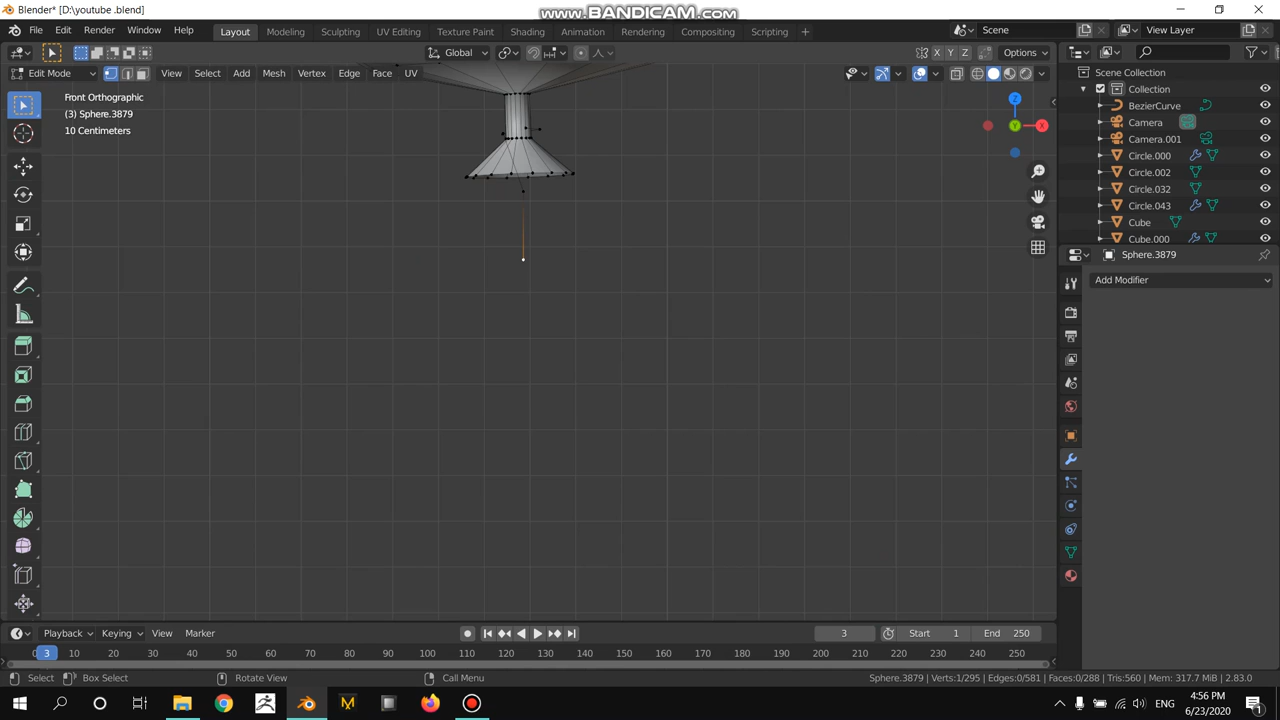 www.BANDICAM.com
Blender* [D:\youtube .blend]
File Edit Render Window Help
Layout Modeling Sculpting UV Editing Texture Paint Shading Animation Rendering Compositing Scripting
Scene
View Layer
Global
Options
Edit Mode View Select Add Mesh Vertex Edge Face UV
Front Orthographic
(3) Sphere.3879
10 Centimeters
X Y Z
Z
Y
X
Scene Collection
Collection
BezierCurve
Camera
Camera.001
Circle.000
Circle.002
Circle.032
Circle.043
Cube
Cube.000
Sphere.3879
Add Modifier
Playback Keying View Marker
3
Start 1
End 250
0 3 10 20 30 40 50 60 70 80 90 100 110 120 130 140 150 160 170 180 190 200 210 220 230 240 250
Select Box Select Rotate View Call Menu
Sphere.3879 | Verts:1/295 | Edges:0/581 | Faces:0/288 | Tris:560 | Mem: 317.7 MiB | 2.83.0
4:56 PM
6/23/2020
1